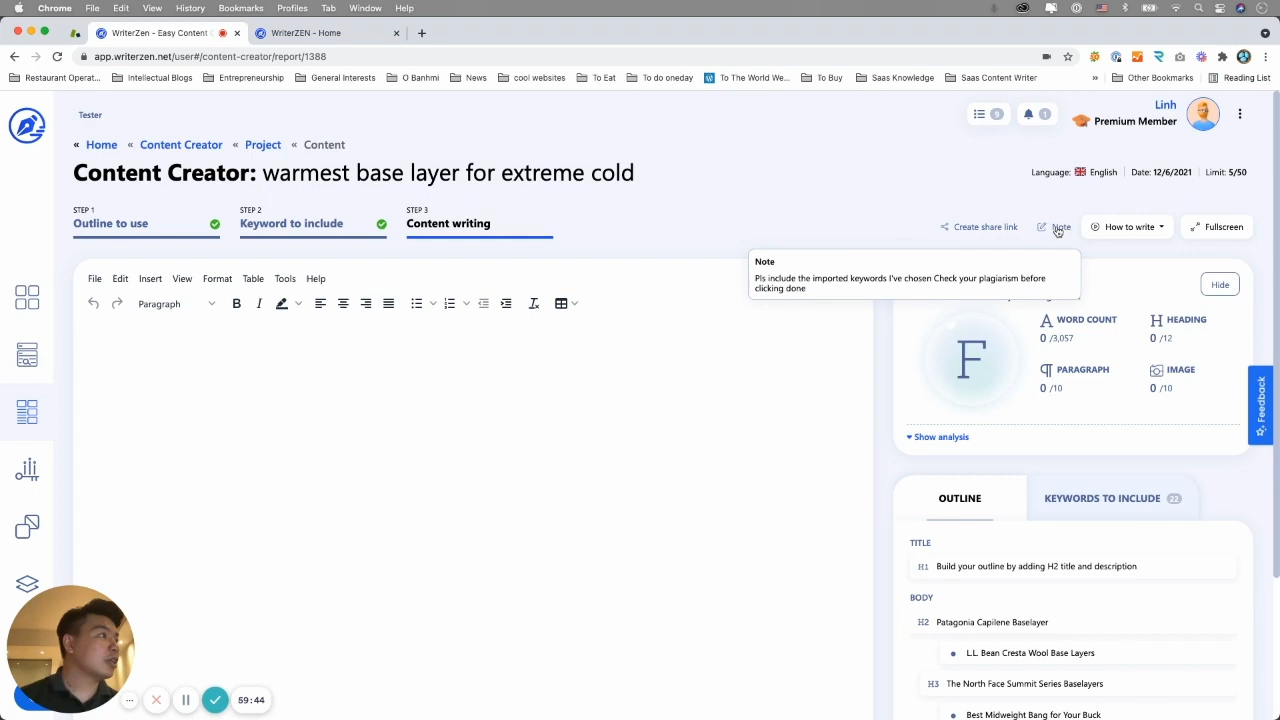 Chrome File Edit View History Bookmarks Profiles Tab Window Help
WriterZen - Easy Content
WriterZEN - Home
app.writerzen.net/user#/content-creator/report/1388
Restaurant Operat... Intellectual Blogs Entrepreneurship General Interests O Banhmi News cool websites To Eat To do oneday To The World We... To Buy Saas Knowledge Saas Content Writer » Other Bookmarks Reading List
Tester
9
1
Linh
Premium Member
« Home « Content Creator « Project « Content
Content Creator: warmest base layer for extreme cold
Language: English Date: 12/6/2021 Limit: 5/50
STEP 1
Outline to use
STEP 2
Keyword to include
STEP 3
Content writing
Create share link Note How to write Fullscreen
Note
Pls include the imported keywords I've chosen Check your plagiarism before
clicking done
File Edit Insert View Format Table Tools Help
Paragraph B I
Hide
F
A WORD COUNT
0 /3,057
H HEADING
0 /12
PARAGRAPH
0 /10
IMAGE
0 /10
Show analysis
Feedback
OUTLINE
KEYWORDS TO INCLUDE 22
TITLE
H1 Build your outline by adding H2 title and description
BODY
H2 Patagonia Capilene Baselayer
L.L. Bean Cresta Wool Base Layers
H3 The North Face Summit Series Baselayers
Best Midweight Bang for Your Buck
59:44